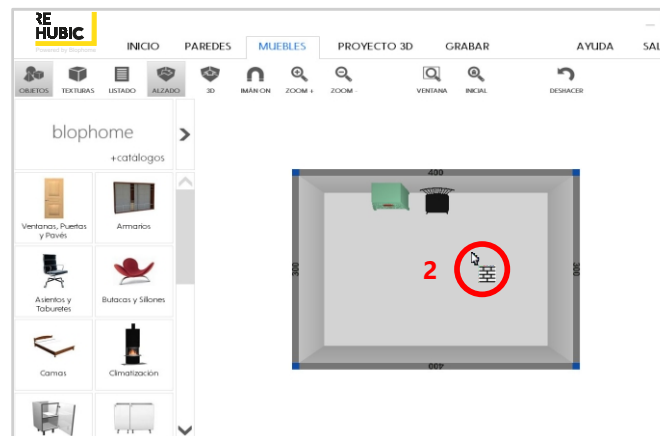 RE
HUBIC
Powered by Blophome
INICIO PAREDES MUEBLES PROYECTO 3D GRABAR AYUDA SAL
OBJETOS TEXTURAS LISTADO ALZADO 3D IMÁN ON ZOOM + ZOOM - VENTANA INICIAL DESHACER
blophome
+catálogos
Ventanas, Puertas
y Pavés
Armarios
Asientos y
Taburetes
Butacas y Sillones
Camas
Climatización
400
300
2
300
400